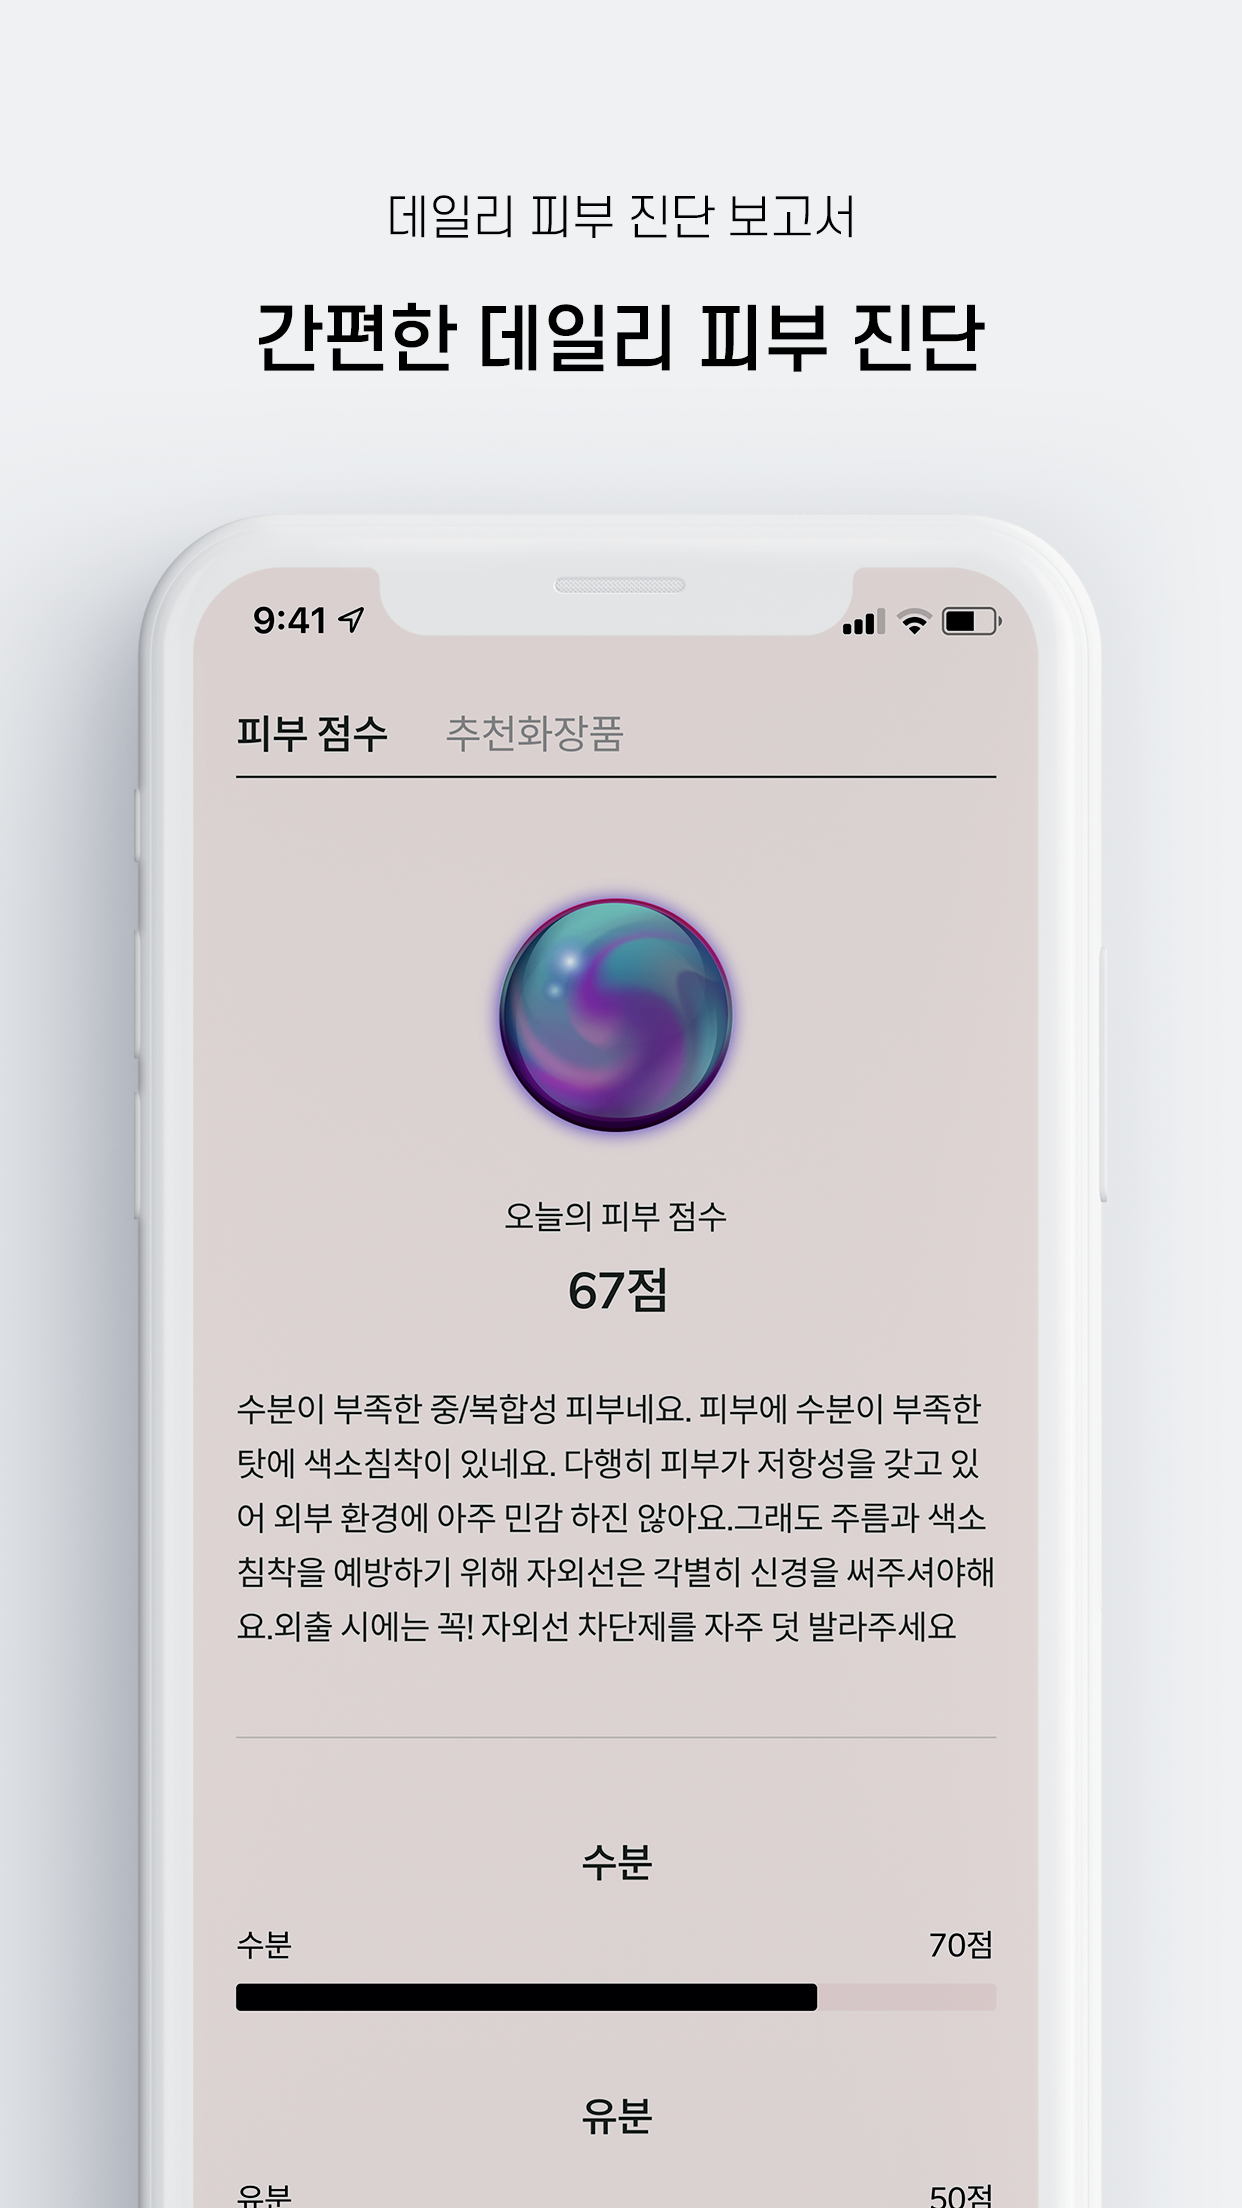 데일리 피부 진단 보고서
간편한 데일리 피부 진단
9:41
피부 점수 추천화장품
오늘의 피부 점수
67점
수분이 부족한 중/복합성 피부네요. 피부에 수분이 부족한
탓에 색소침착이 있네요. 다행히 피부가 저항성을 갖고 있
어 외부 환경에 아주 민감 하진 않아요.그래도 주름과 색소
침착을 예방하기 위해 자외선은 각별히 신경을 써주셔야해
요.외출 시에는 꼭! 자외선 차단제를 자주 덧 발라주세요
수분
수분 70점
유분
유분 50점